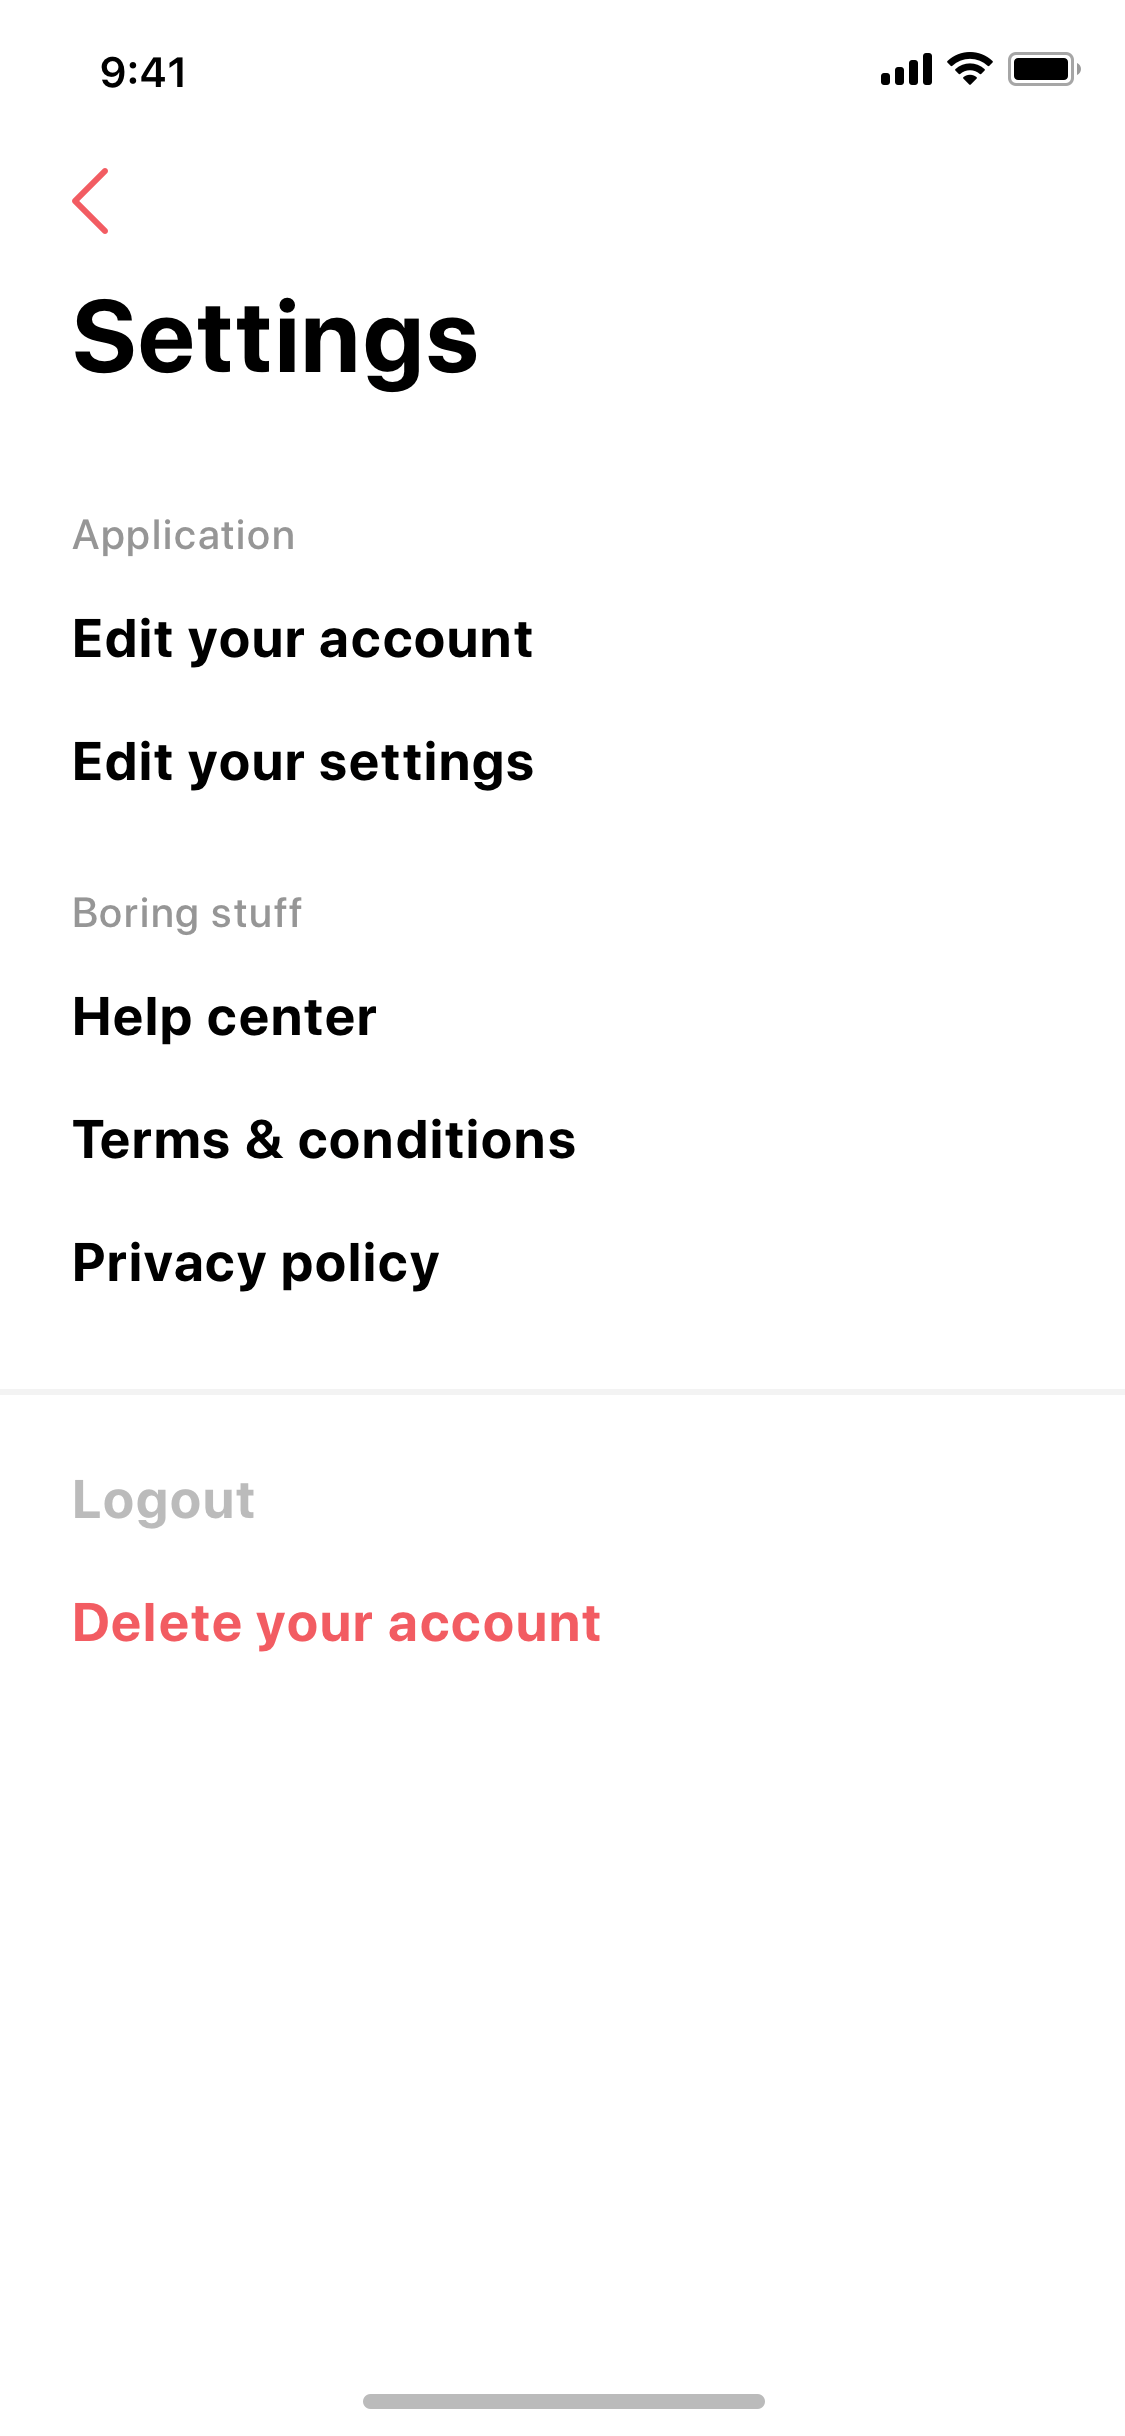 9:41
Settings
Application
Edit your account
Edit your settings
Boring stuff
Help center
Terms & conditions
Privacy policy
Logout
Delete your account